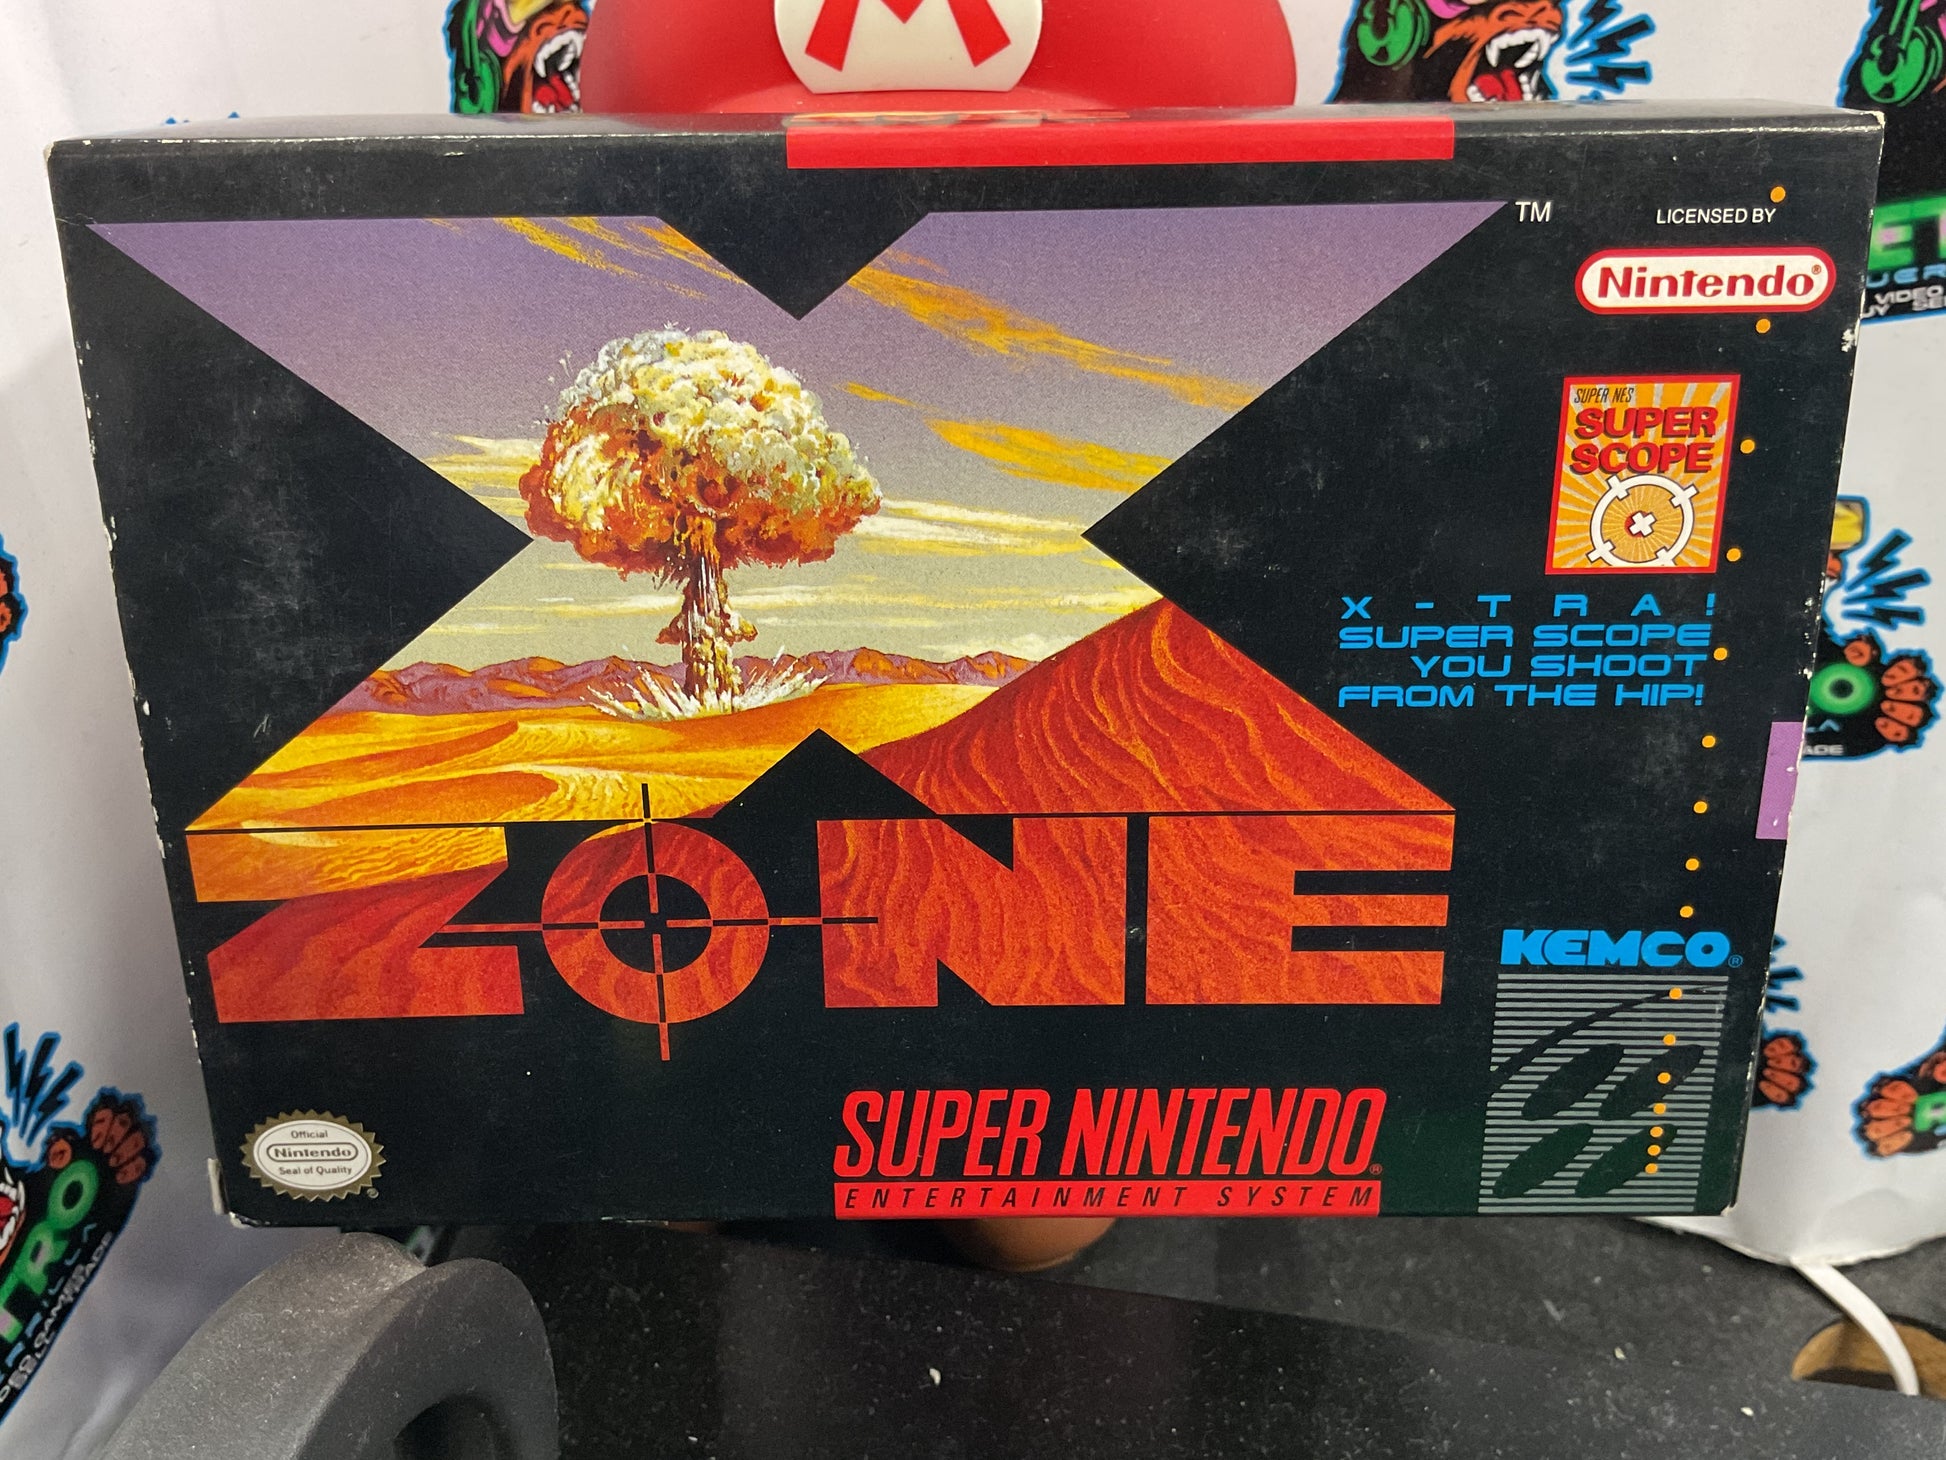 M
TM
LICENSED BY
Nintendo®
SUPER NES
SUPER
SCOPE
X-TRA!
SUPER SCOPE
YOU SHOOT
FROM THE HIP!
X
ZONE
KEMCO®
Official
Nintendo
Seal of Quality
®
SUPER NINTENDO®
ENTERTAINMENT SYSTEM